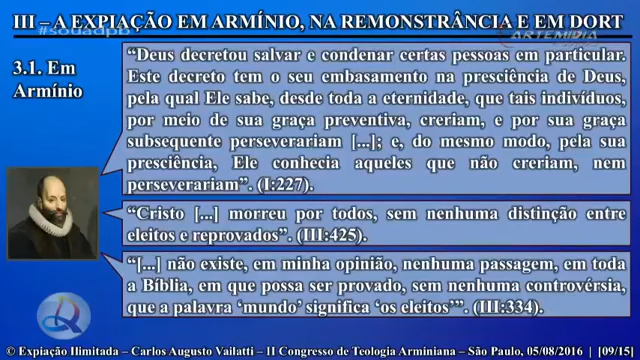 III – A EXPIAÇÃO EM ARMÍNIO, NA REMONSTRÂNCIA E EM DORT
#souadpb
ARTEMÍDIA
3.1. Em
Armínio
“Deus decretou salvar e condenar certas pessoas em particular.
Este decreto tem o seu embasamento na presciência de Deus,
pela qual Ele sabe, desde toda a eternidade, que tais indivíduos,
por meio de sua graça preventiva, creriam, e por sua graça
subsequente perseverariam [...]; e, do mesmo modo, pela sua
presciência, Ele conhecia aqueles que não creriam, nem
perseverariam”. (I:227).
“Cristo [...] morreu por todos, sem nenhuma distinção entre
eleitos e reprovados”. (III:425).
“[...] não existe, em minha opinião, nenhuma passagem, em toda
a Bíblia, em que possa ser provado, sem nenhuma controvérsia,
que a palavra ‘mundo’ significa ‘os eleitos’”. (III:334).
© Expiação Ilimitada – Carlos Augusto Vailatti – II Congresso de Teologia Arminiana – São Paulo, 05/08/2016 | [09/15]